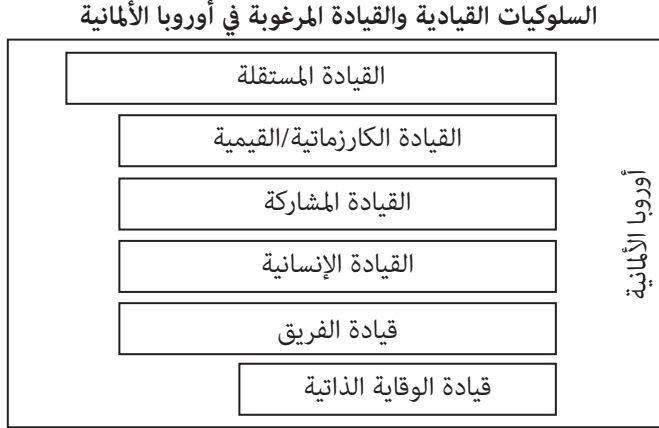 السلوكيات القيادية والقيادة المرغوبة في أوروبا الألمانية
القيادة المستقلة
القيادة الكارزماتية/القيمية
القيادة المشاركة
القيادة الإنسانية
قيادة الفريق
قيادة الوقاية الذاتية
أوروبا الألمانية